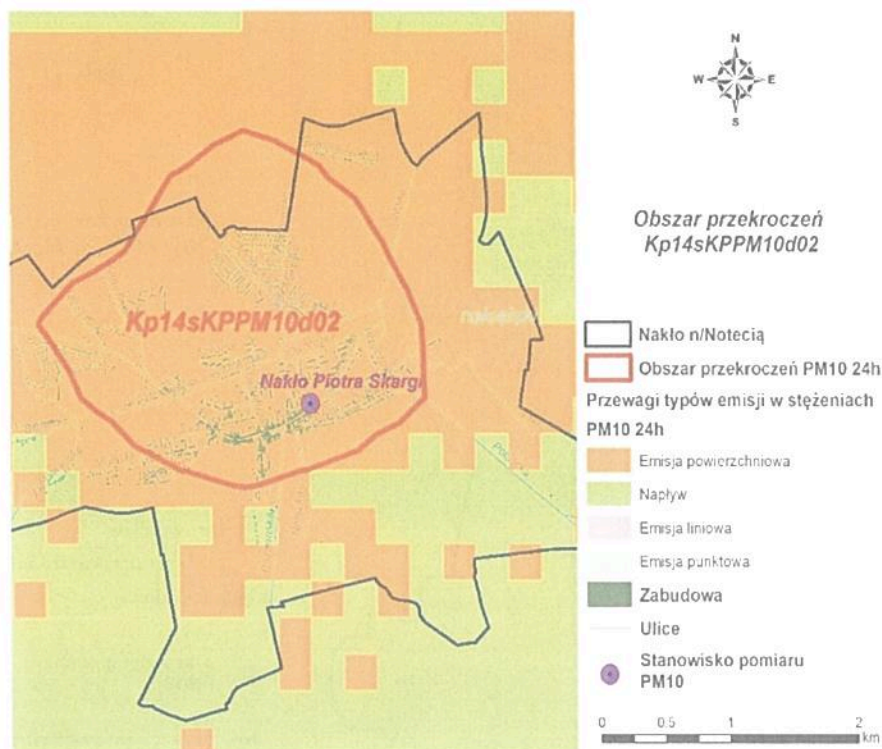 N
W E
S
Obszar przekroczeń
Kp14sKPPM10d02
Kp14sKPPM10d02
Nakło Piotra Skargi
Nakło n/Notecią
Obszar przekroczeń PM10 24h
Przewagi typów emisji w stężeniach
PM10 24h
Emisja powierzchniowa
Napływ
Emisja liniowa
Emisja punktowa
Zabudowa
Ulice
Stanowisko pomiaru
PM10
0 0.5 1 2
km